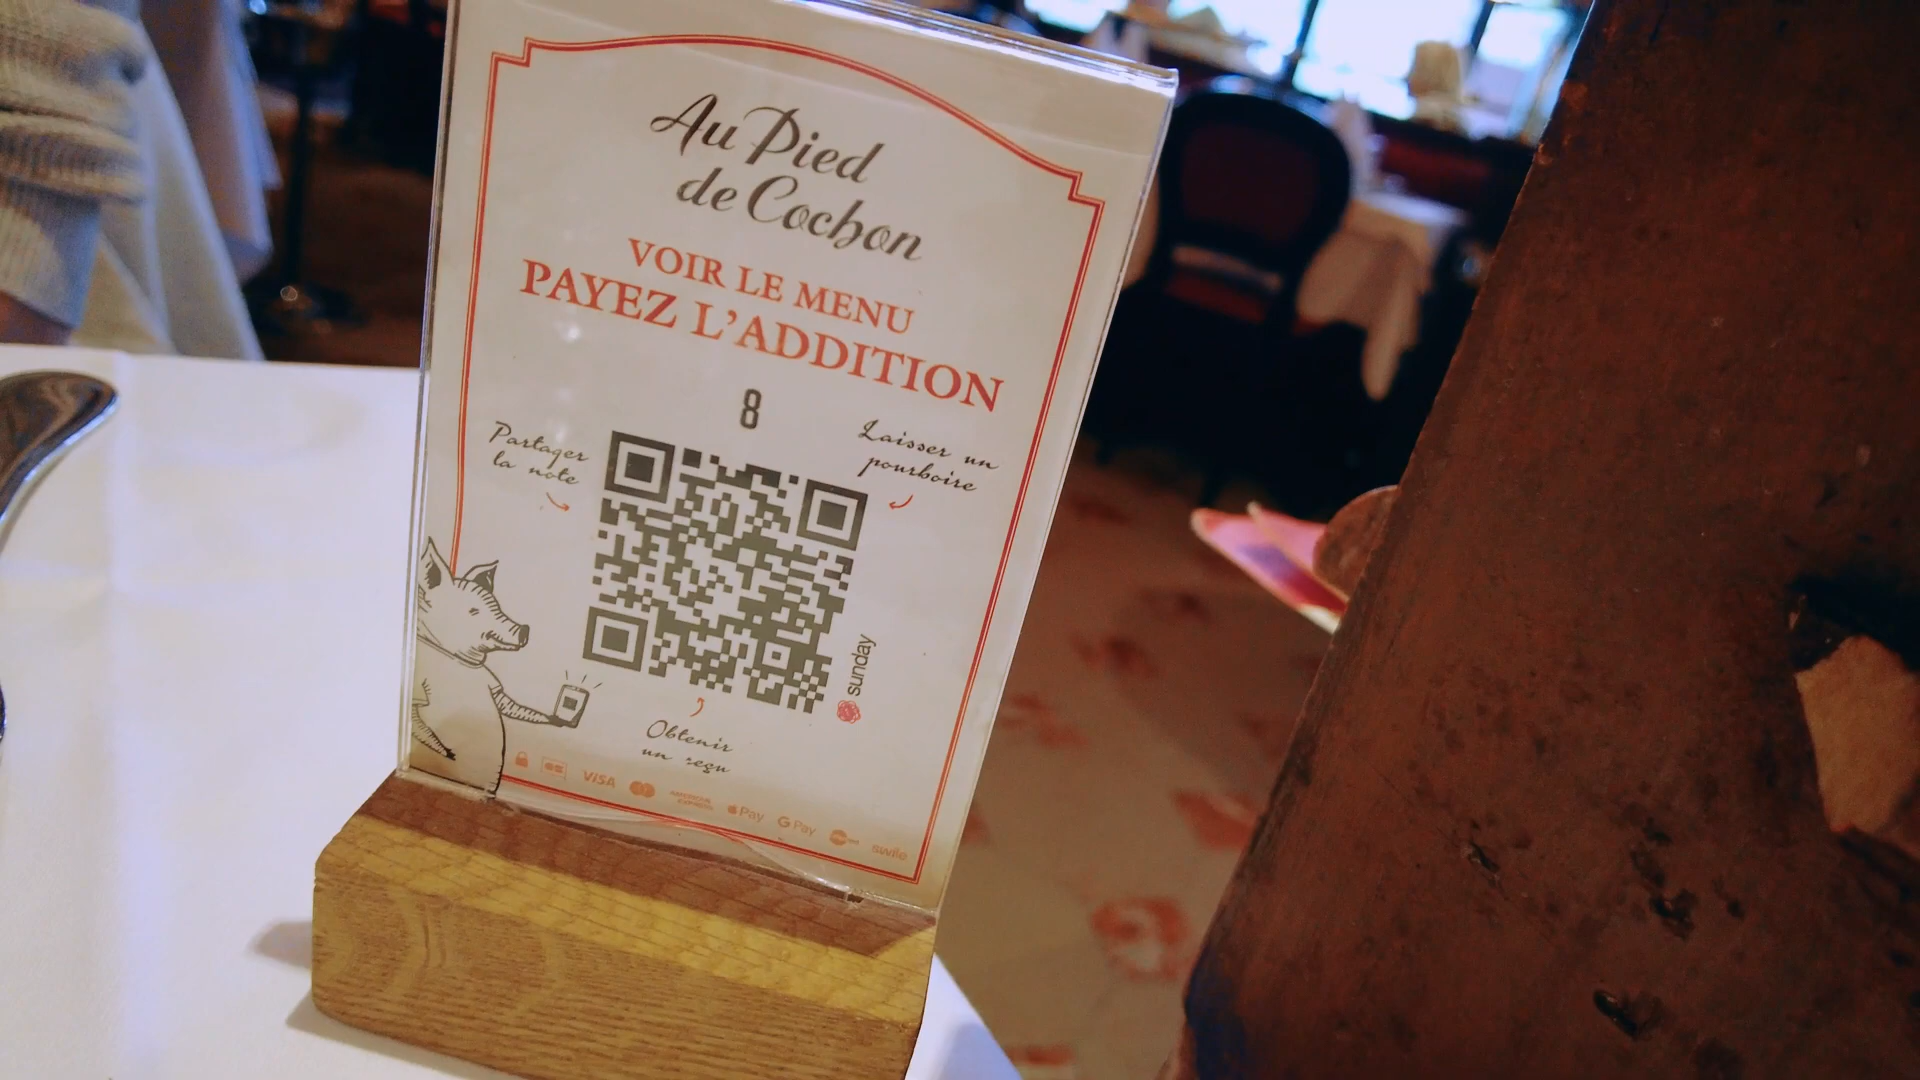 Au Pied
de Cochon
VOIR LE MENU
PAYEZ L'ADDITION
8
Partager
la note
Laisser un
pourboire
sunday
Obtenir
un reçu
VISA
AMERICAN
EXPRESS
Pay
G Pay
swile